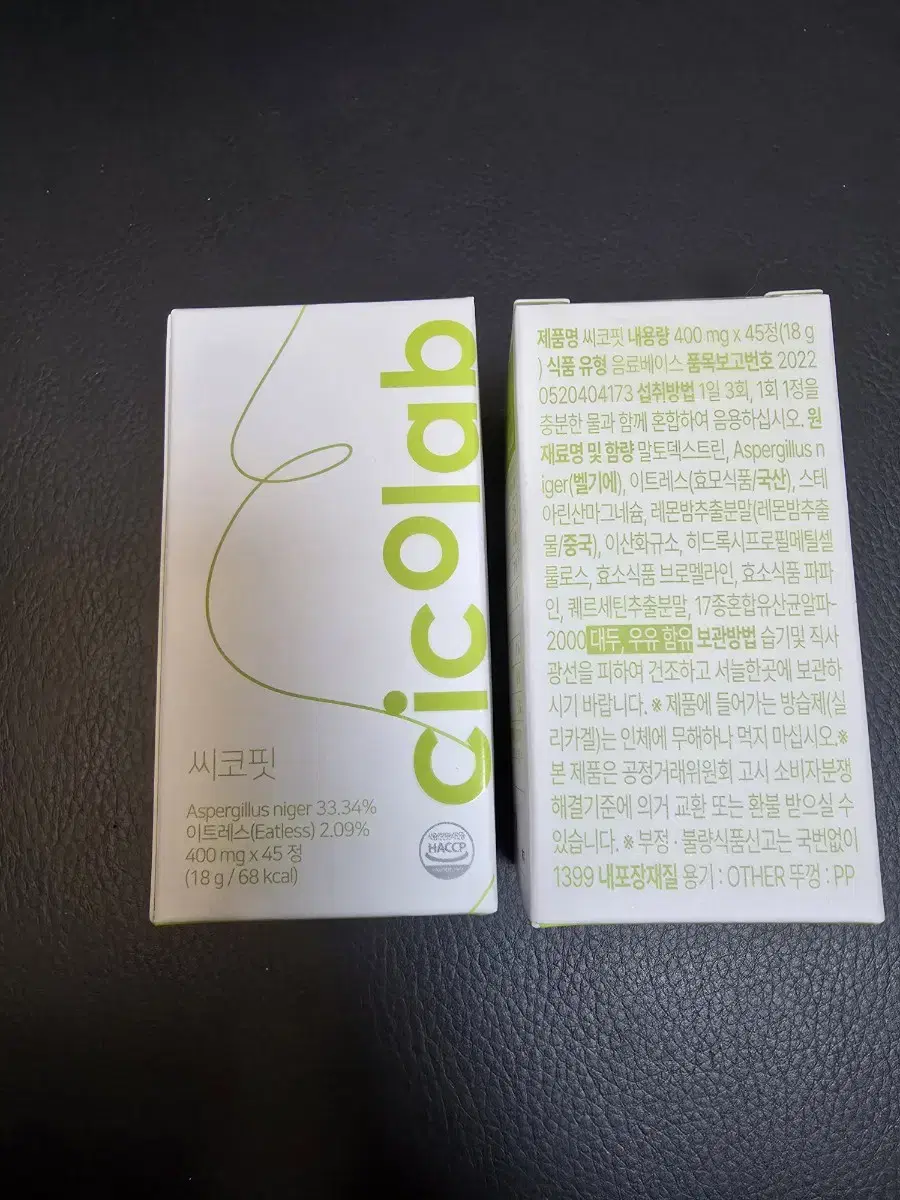 cicolab
씨코핏
Aspergillus niger 33.34%
이트레스(Eatless) 2.09%
400 mg x 45 정
(18 g / 68 kcal)
HACCP
제품명 씨코핏 내용량 400 mg x 45정(18 g
) 식품 유형 음료베이스 품목보고번호 2022
0520404173 섭취방법 1일 3회, 1회 1정을
충분한 물과 함께 혼합하여 음용하십시오. 원
재료명 및 함량 말토덱스트린, Aspergillus n
iger(벨기에), 이트레스(효모식품/국산), 스테
아린산마그네슘, 레몬밤추출분말(레몬밤추출
물/중국), 이산화규소, 히드록시프로필메틸셀
룰로스, 효소식품 브로멜라인, 효소식품 파파
인, 퀘르세틴추출분말, 17종혼합유산균알파-
2000 대두, 우유 함유 보관방법 습기및 직사
광선을 피하여 건조하고 서늘한곳에 보관하
시기 바랍니다. ※ 제품에 들어가는 방습제(실
리카겔)는 인체에 무해하나 먹지 마십시오.※
본 제품은 공정거래위원회 고시 소비자분쟁
해결기준에 의거 교환 또는 환불 받으실 수
있습니다. ※ 부정 · 불량식품신고는 국번없이
1399 내포장재질 용기 : OTHER 뚜껑 : PP